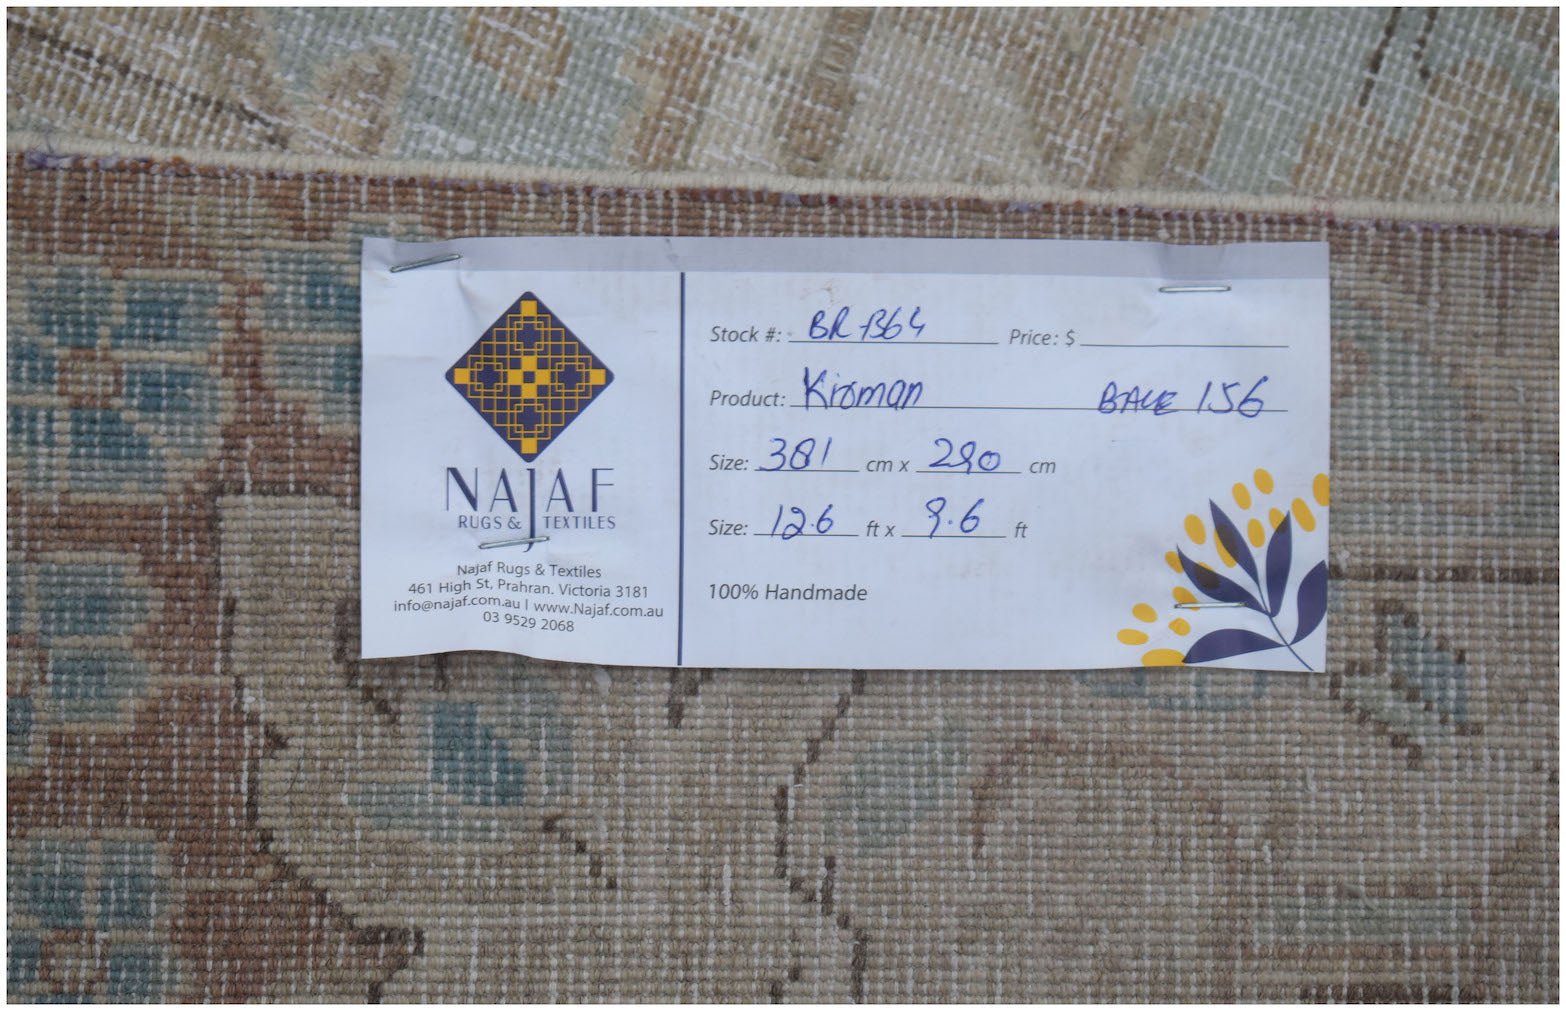 NAJAF
RUGS & TEXTILES
Najaf Rugs & Textiles
461 High St, Prahran. Victoria 3181
info@najaf.com.au | www.Najaf.com.au
03 9529 2068
Stock #: BR 1364 Price: $
Product: Kirman BALE 156
Size: 381 cm x 290 cm
Size: 12.6 ft x 9.6 ft
100% Handmade